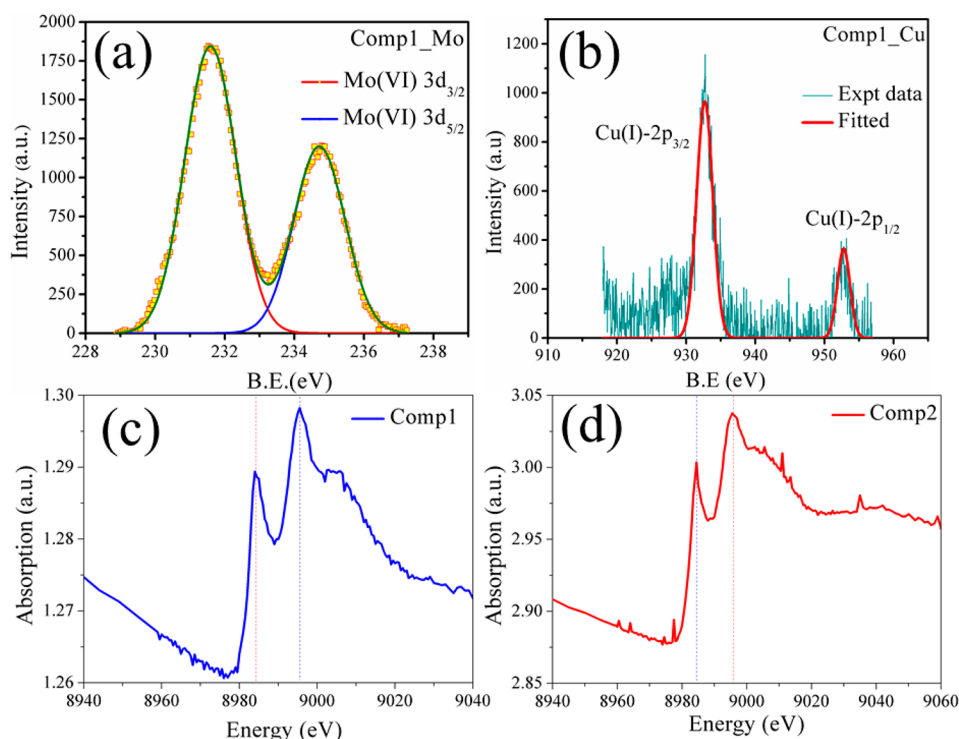 (a)
Comp1_Mo
Mo(VI) 3d3/2
Mo(VI) 3d5/2
Intensity (a.u.)
2000
1750
1500
1250
1000
750
500
250
0
228 230 232 234 236 238
B.E.(eV)
(b)
Comp1_Cu
Expt data
Fitted
Cu(I)-2p3/2
Cu(I)-2p1/2
Intensity (a.u)
1200
1000
800
600
400
200
0
910 920 930 940 950 960
B.E (eV)
(c)
Comp1
Absorption (a.u.)
1.30
1.29
1.28
1.27
1.26
8940 8960 8980 9000 9020 9040
Energy (eV)
(d)
Comp2
Absorption (a.u.)
3.05
3.00
2.95
2.90
2.85
8940 8960 8980 9000 9020 9040 9060
Energy (eV)